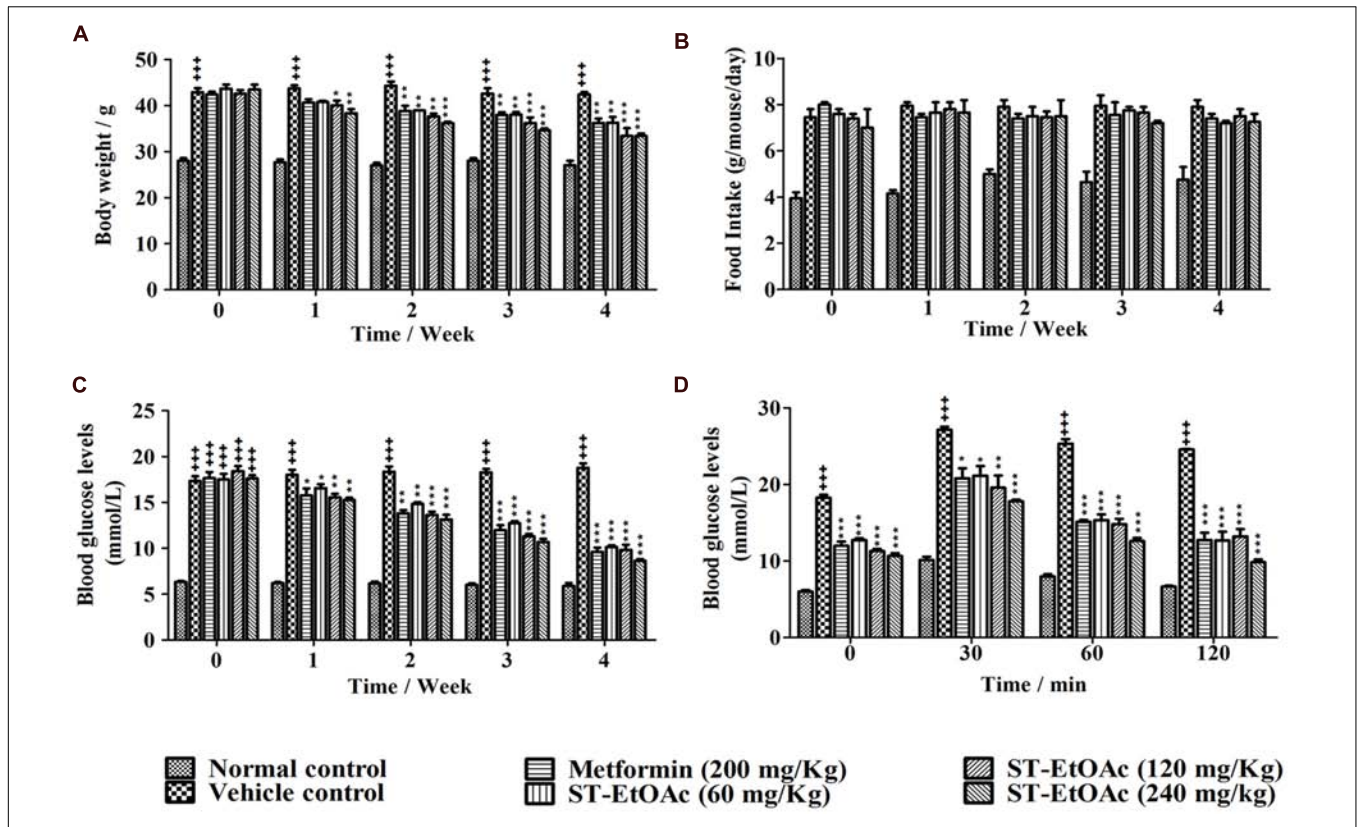 A
Body weight / g
50
40
30
20
10
0
‡‡‡ ‡‡‡ ‡‡‡ ‡‡‡ ‡‡‡
* ** ** ** ** *** ** ** *** *** ** ** *** ***
0 1 2 3 4
Time / Week
B
Food Intake (g/mouse/day)
10
8
6
4
2
0
0 1 2 3 4
Time / Week
C
Blood glucose levels
(mmol/L)
25
20
15
10
5
0
0 1 2 3 4
Time / Week
D
Blood glucose levels
(mmol/L)
30
20
10
0
0 30 60 120
Time / min
Normal control
Vehicle control
Metformin (200 mg/Kg)
ST-EtOAc (60 mg/Kg)
ST-EtOAc (120 mg/Kg)
ST-EtOAc (240 mg/kg)